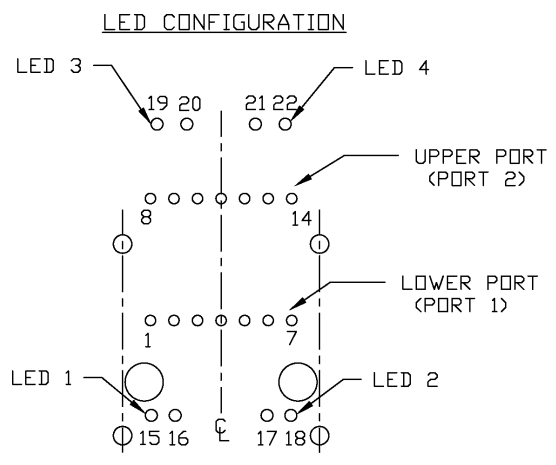 LED CONFIGURATION
LED 3
LED 4
19 20 21 22
UPPER PORT
(PORT 2)
8 14
LOWER PORT
(PORT 1)
1 7
LED 1
LED 2
15 16 ℄ 17 18